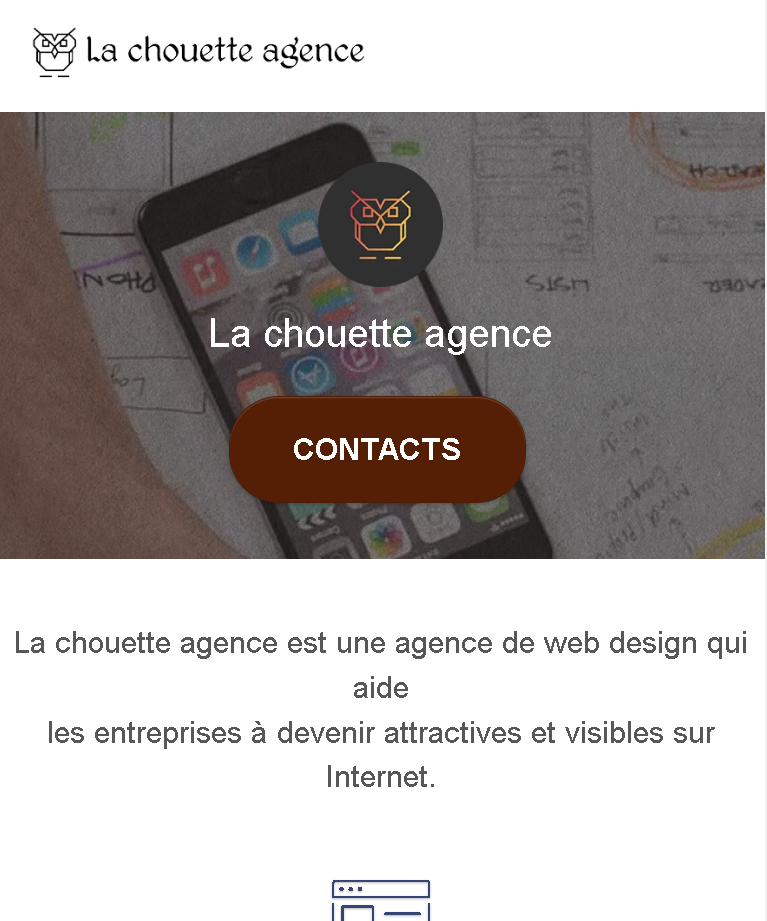 La chouette agence
La chouette agence
CONTACTS
LISTS
La chouette agence est une agence de web design qui
aide
les entreprises à devenir attractives et visibles sur
Internet.